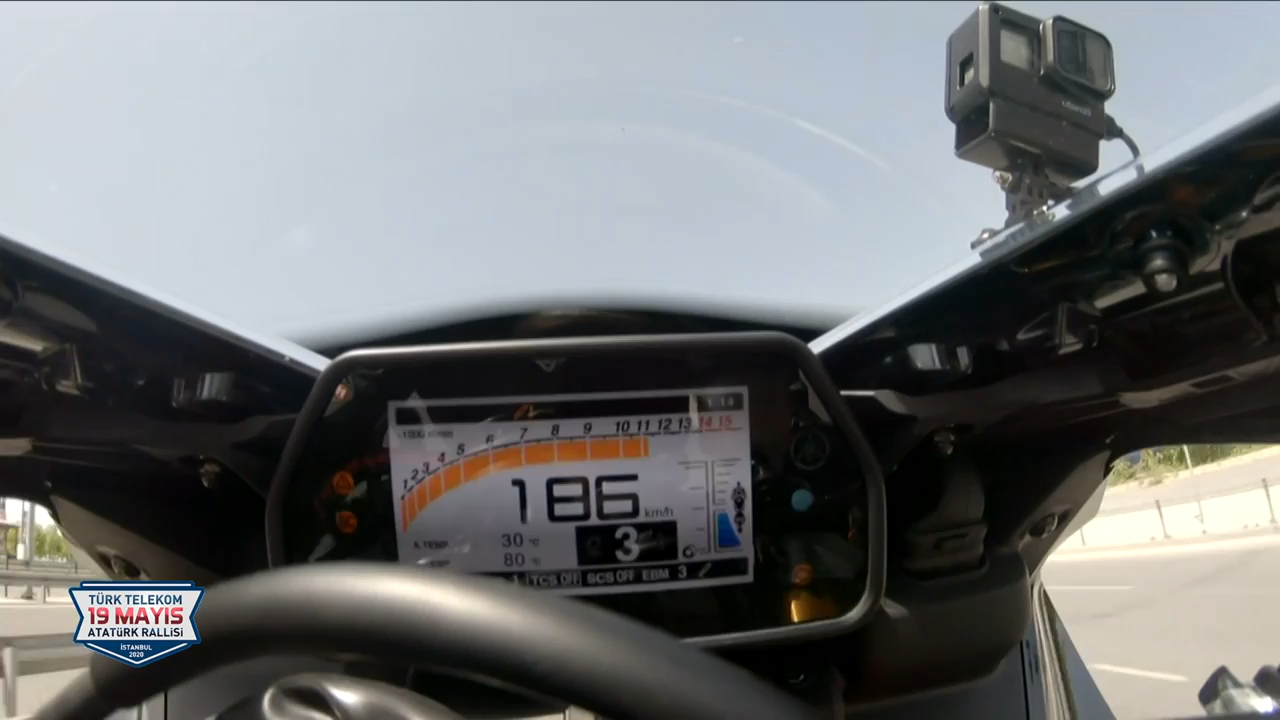 1 2 3 4 5 6 7 8 9 10 11 12 13 14 15
186 km/h
30 °C
3
80 °C
TCS OFF SCS OFF EBM 3
TÜRK TELEKOM
19 MAYIS
ATATÜRK RALLİSİ
İSTANBUL
2020